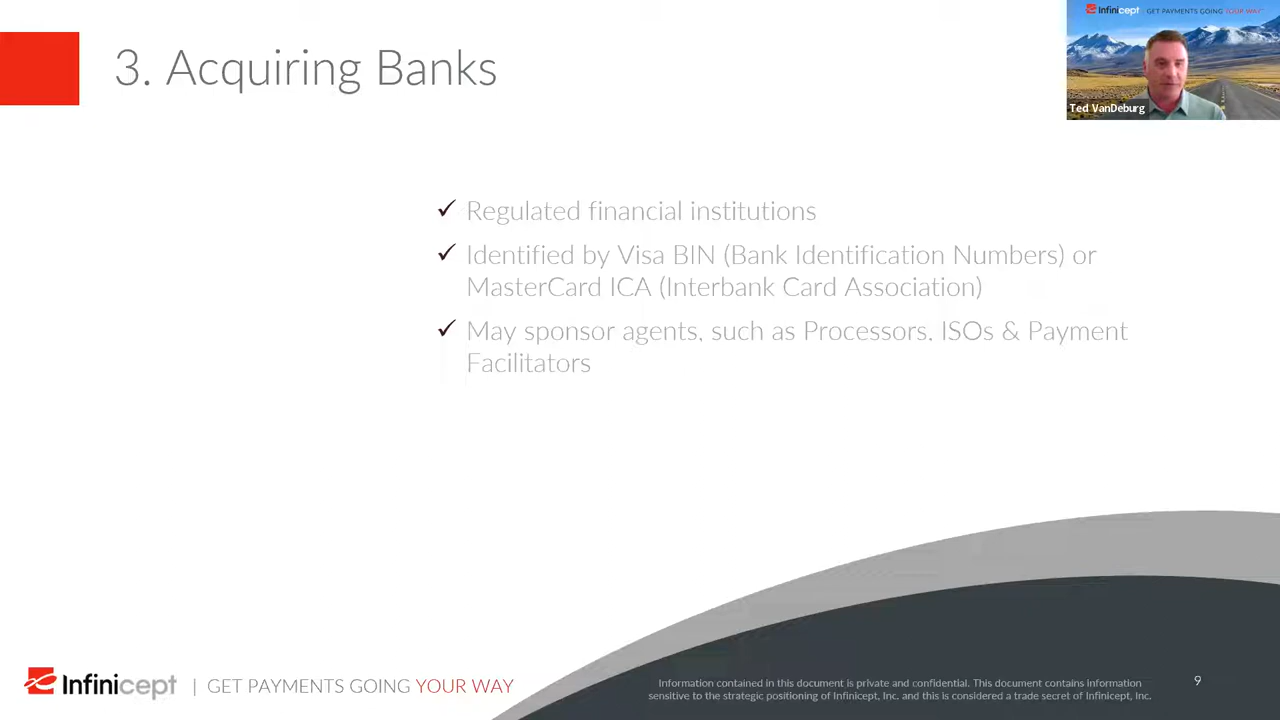 3. Acquiring Banks
Infinicept GET PAYMENTS GOING YOUR WAY
Ted VanDeburg
✓ Regulated financial institutions
✓ Identified by Visa BIN (Bank Identification Numbers) or
MasterCard ICA (Interbank Card Association)
✓ May sponsor agents, such as Processors, ISOs & Payment
Facilitators
Infinicept | GET PAYMENTS GOING YOUR WAY
Information contained in this document is private and confidential. This document contains information
sensitive to the strategic positioning of Infinicept, Inc. and this is considered a trade secret of Infinicept, Inc.
9